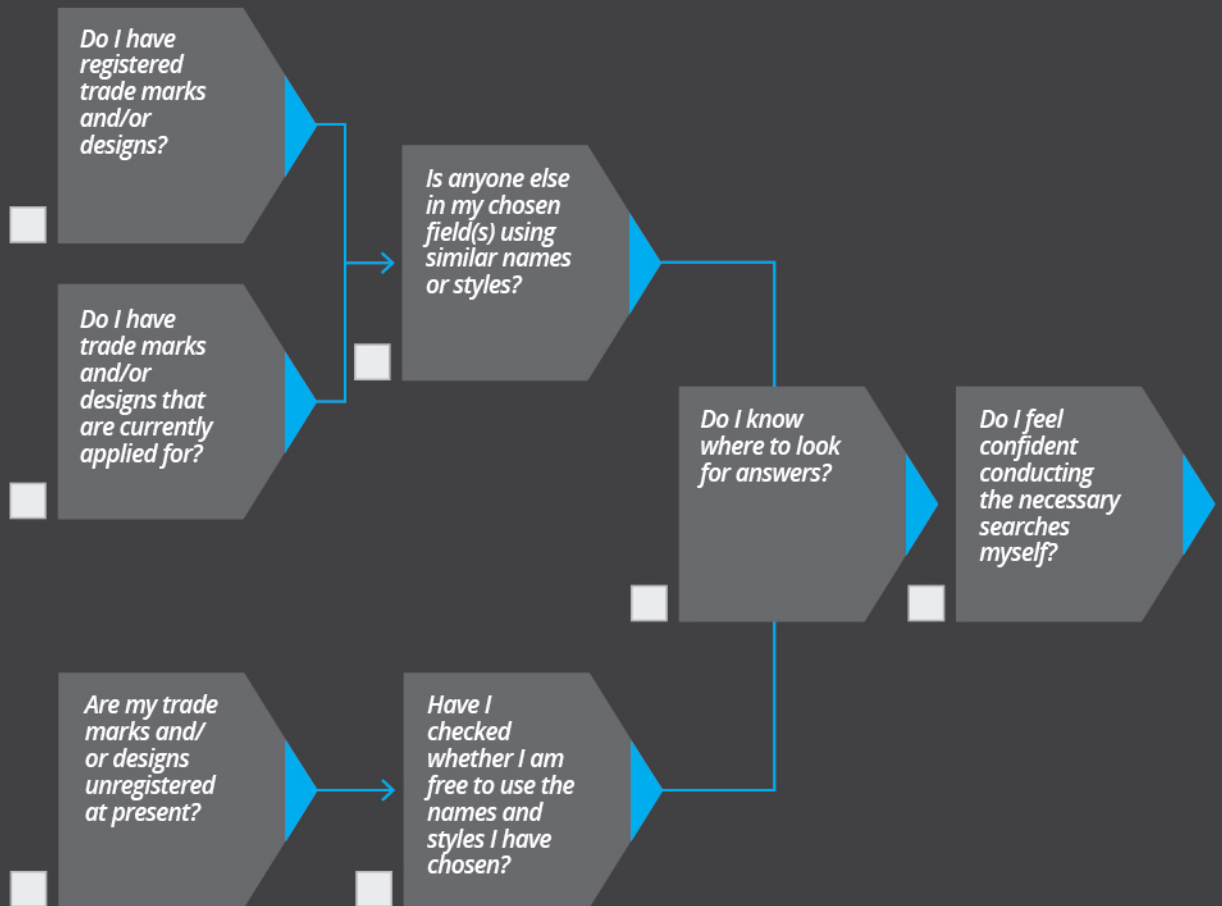 Do I have
registered
trade marks
and/or
designs?
Do I have
trade marks
and/or
designs that
are currently
applied for?
Is anyone else
in my chosen
field(s) using
similar names
or styles?
Are my trade
marks and/
or designs
unregistered
at present?
Have I
checked
whether I am
free to use the
names and
styles I have
chosen?
Do I know
where to look
for answers?
Do I feel
confident
conducting
the necessary
searches
myself?